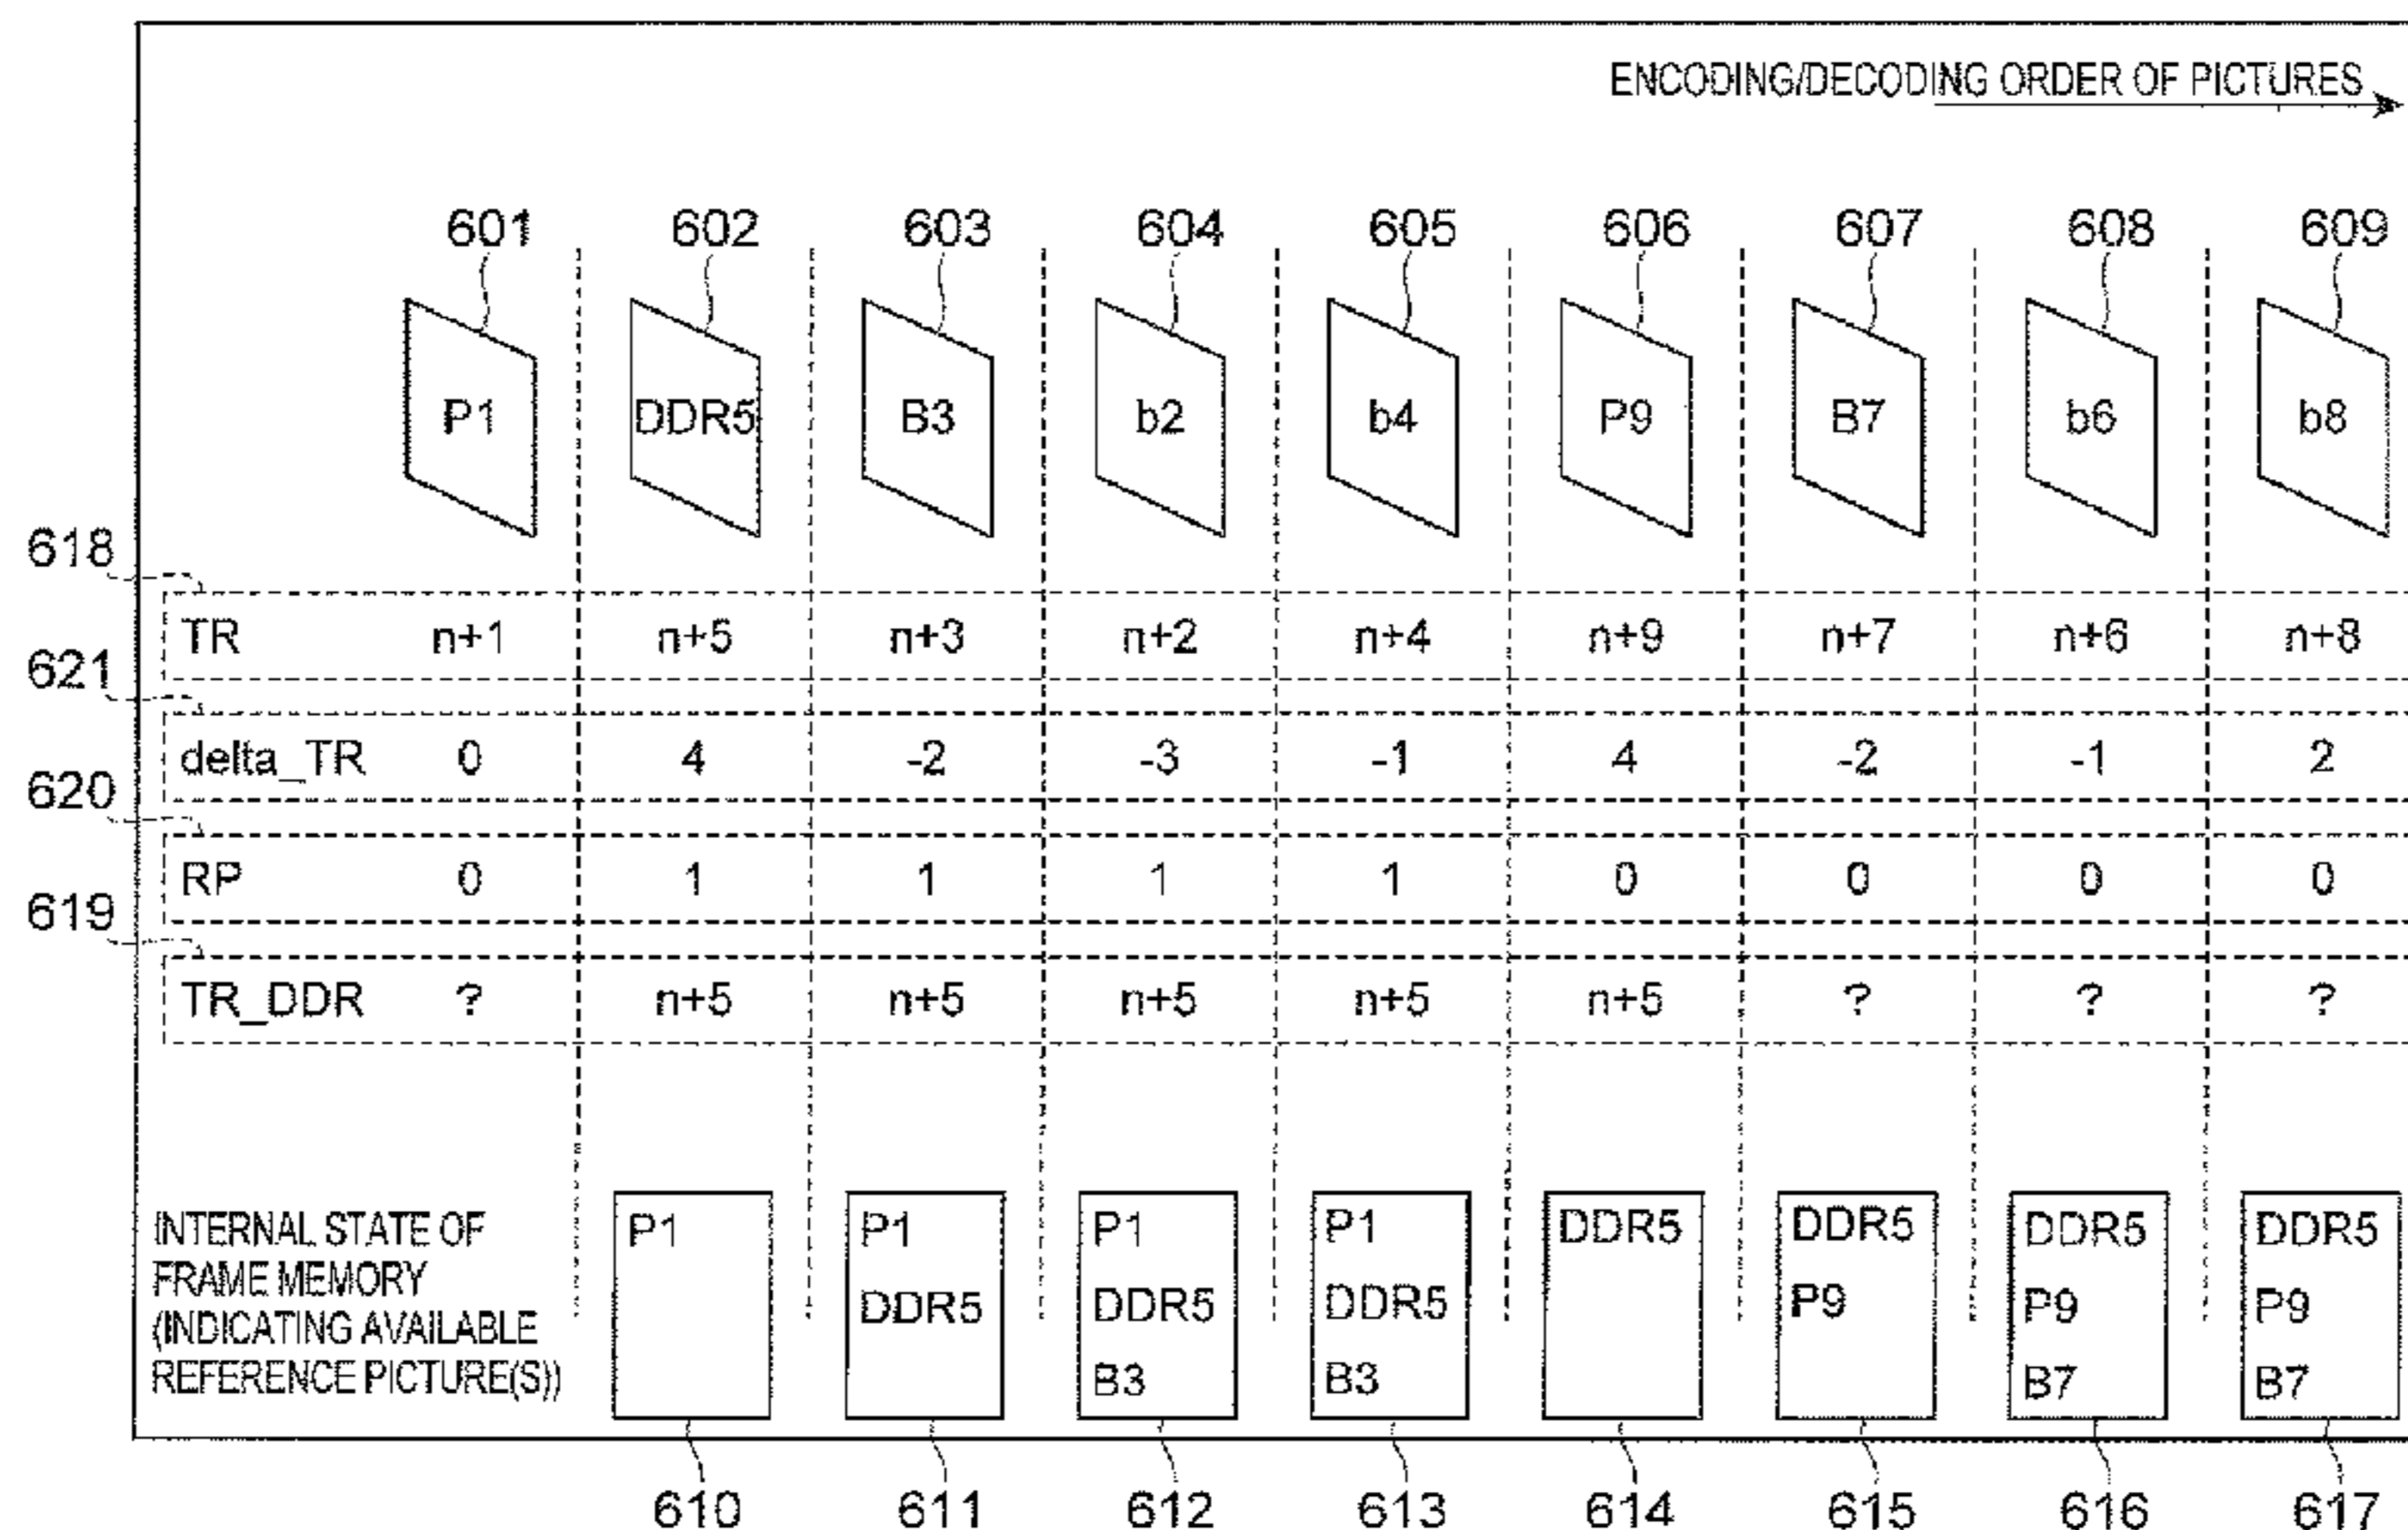 ENCODING/DECODING ORDER OF PICTURES
601 602 603 604 605 606 607 608 609
P1 DDR5 B3 b2 b4 P9 B7 b6 b8
618
TR n+1 n+5 n+3 n+2 n+4 n+9 n+7 n+6 n+8
621
delta_TR 0 4 -2 -3 -1 4 -2 -1 2
620
RP 0 1 1 1 1 0 0 0 0
619
TR_DDR ? n+5 n+5 n+5 n+5 n+5 ? ? ?
INTERNAL STATE OF
FRAME MEMORY
(INDICATING AVAILABLE
REFERENCE PICTURE(S))
P1 P1 P1 P1 DDR5 DDR5 DDR5 DDR5
DDR5 DDR5 DDR5 P9 P9 P9
B3 B3 B7 B7
610 611 612 613 614 615 616 617